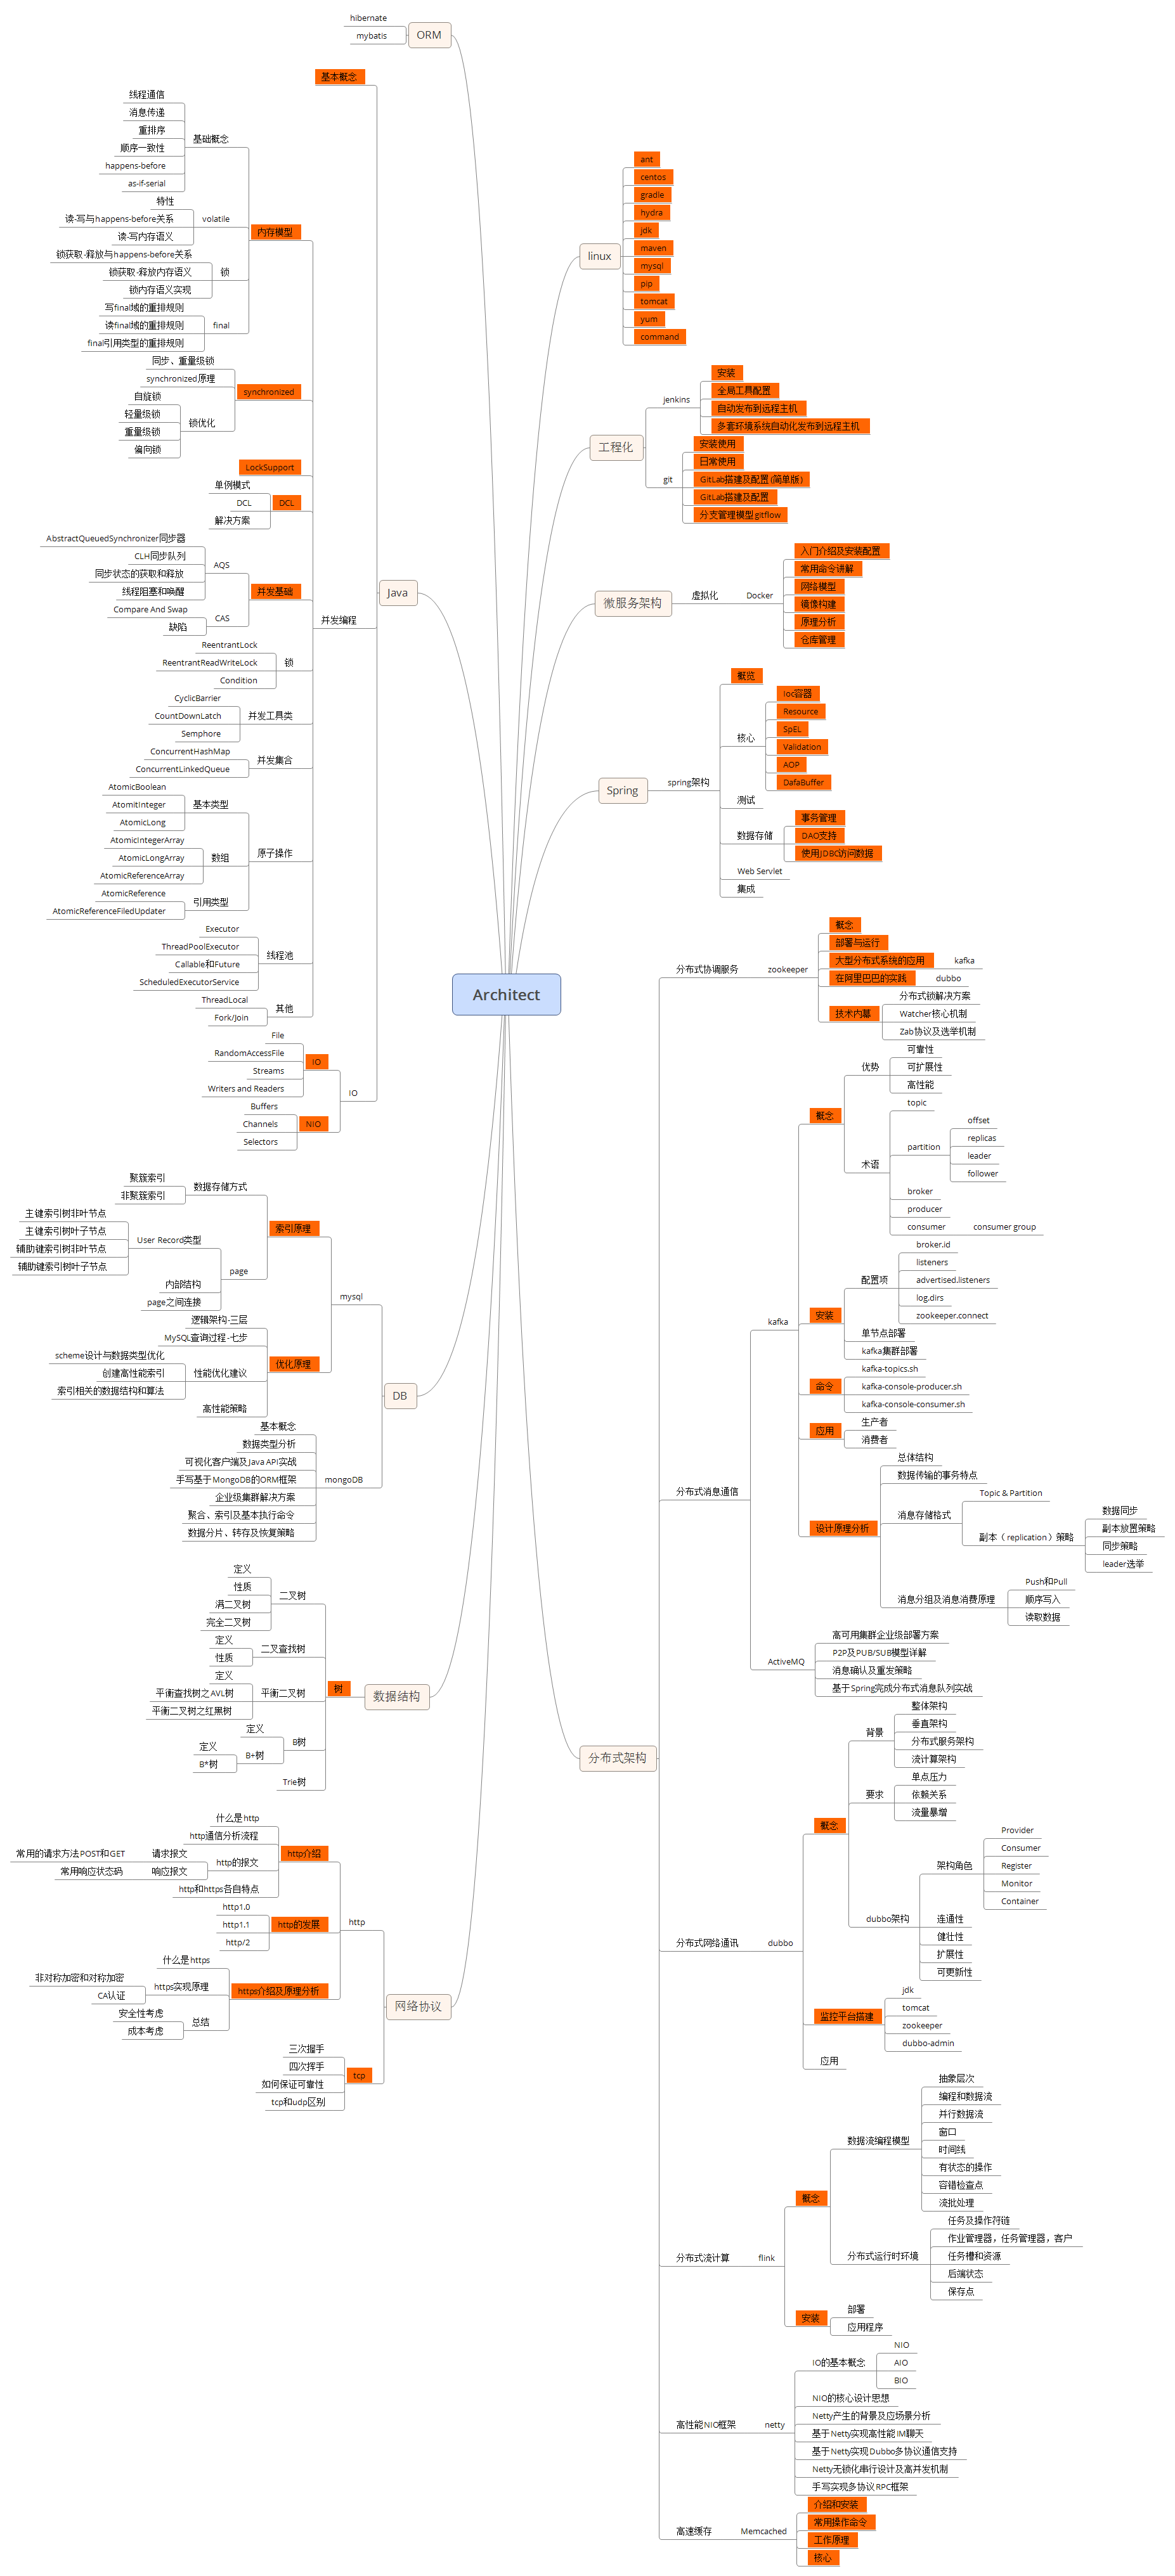 Architect
ORM
hibernate
mybatis
Java
基本概念
并发编程
内存模型
基础概念
线程通信
消息传递
重排序
顺序一致性
happens-before
as-if-serial
volatile
特性
读-写与happens-before关系
读-写内存语义
锁
锁获取-释放与happens-before关系
锁获取-释放内存语义
锁内存语义实现
final
写final域的重排规则
读final域的重排规则
final引用类型的重排规则
synchronized
同步、重量级锁
synchronized原理
锁优化
自旋锁
轻量级锁
重量级锁
偏向锁
LockSupport
DCL
单例模式
DCL
解决方案
并发基础
AQS
AbstractQueuedSynchronizer同步器
CLH同步队列
同步状态的获取和释放
线程阻塞和唤醒
CAS
Compare And Swap
缺陷
锁
ReentrantLock
ReentrantReadWriteLock
Condition
并发工具类
CyclicBarrier
CountDownLatch
Semphore
并发集合
ConcurrentHashMap
ConcurrentLinkedQueue
原子操作
基本类型
AtomicBoolean
AtomitInteger
AtomicLong
数组
AtomicIntegerArray
AtomicLongArray
AtomicReferenceArray
引用类型
AtomicReference
AtomicReferenceFiledUpdater
线程池
Executor
ThreadPoolExecutor
Callable和Future
ScheduledExecutorService
其他
ThreadLocal
Fork/Join
IO
IO
File
RandomAccessFile
Streams
Writers and Readers
NIO
Buffers
Channels
Selectors
DB
mysql
索引原理
数据存储方式
聚簇索引
非聚簇索引
page
User Record类型
主键索引树非叶节点
主键索引树叶子节点
辅助键索引树非叶节点
辅助键索引树叶子节点
内部结构
page之间连接
优化原理
逻辑架构-三层
MySQL查询过程-七步
性能优化建议
scheme设计与数据类型优化
创建高性能索引
索引相关的数据结构和算法
高性能策略
mongoDB
基本概念
数据类型分析
可视化客户端及Java API实战
手写基于MongoDB的ORM框架
企业级集群解决方案
聚合、索引及基本执行命令
数据分片、转存及恢复策略
数据结构
树
二叉树
定义
性质
满二叉树
完全二叉树
二叉查找树
定义
性质
平衡二叉树
定义
平衡查找树之AVL树
平衡二叉树之红黑树
B树
定义
B+树
定义
B*树
Trie树
网络协议
http
http介绍
什么是http
http通信分析流程
http的报文
请求报文
常用的请求方法POST和GET
响应报文
常用响应状态码
http和https各自特点
http的发展
http1.0
http1.1
http/2
https介绍及原理分析
什么是https
https实现原理
非对称加密和对称加密
CA认证
总结
安全性考虑
成本考虑
tcp
三次握手
四次挥手
如何保证可靠性
tcp和udp区别
linux
ant
centos
gradle
hydra
jdk
maven
mysql
pip
tomcat
yum
command
工程化
jenkins
安装
全局工具配置
自动发布到远程主机
多套环境系统自动化发布到远程主机
git
安装使用
日常使用
GitLab搭建及配置(简单版)
GitLab搭建及配置
分支管理模型gitflow
微服务架构
虚拟化
Docker
入门介绍及安装配置
常用命令讲解
网络模型
镜像构建
原理分析
仓库管理
Spring
spring架构
概览
核心
Ioc容器
Resource
SpEL
Validation
AOP
DafaBuffer
测试
数据存储
事务管理
DAO支持
使用JDBC访问数据
Web Servlet
集成
分布式架构
分布式协调服务
zookeeper
概念
部署与运行
大型分布式系统的应用
kafka
在阿里巴巴的实践
dubbo
技术内幕
分布式锁解决方案
Watcher核心机制
Zab协议及选举机制
分布式消息通信
kafka
概念
优势
可靠性
可扩展性
高性能
术语
topic
partition
offset
replicas
leader
follower
broker
producer
consumer
consumer group
安装
配置项
broker.id
listeners
advertised.listeners
log.dirs
zookeeper.connect
单节点部署
kafka集群部署
命令
kafka-topics.sh
kafka-console-producer.sh
kafka-console-consumer.sh
应用
生产者
消费者
设计原理分析
总体结构
数据传输的事务特点
消息存储格式
Topic & Partition
副本（replication）策略
数据同步
副本放置策略
同步策略
leader选举
消息分组及消息消费原理
Push和Pull
顺序写入
读取数据
ActiveMQ
高可用集群企业级部署方案
P2P及PUB/SUB模型详解
消息确认及重发策略
基于Spring完成分布式消息队列实战
分布式网络通讯
dubbo
概念
背景
整体架构
垂直架构
分布式服务架构
流计算架构
要求
单点压力
依赖关系
流量暴增
dubbo架构
架构角色
Provider
Consumer
Register
Monitor
Container
连通性
健壮性
扩展性
可更新性
监控平台搭建
jdk
tomcat
zookeeper
dubbo-admin
应用
分布式流计算
flink
概念
数据流编程模型
抽象层次
编程和数据流
并行数据流
窗口
时间线
有状态的操作
容错检查点
流批处理
分布式运行时环境
任务及操作符链
作业管理器，任务管理器，客户
任务槽和资源
后端状态
保存点
安装
部署
应用程序
高性能NIO框架
netty
IO的基本概念
NIO
AIO
BIO
NIO的核心设计思想
Netty产生的背景及应场景分析
基于Netty实现高性能IM聊天
基于Netty实现Dubbo多协议通信支持
Netty无锁化串行设计及高并发机制
手写实现多协议RPC框架
高速缓存
Memcached
介绍和安装
常用操作命令
工作原理
核心